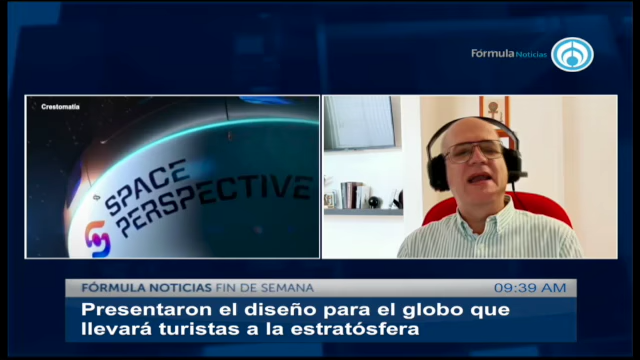 Fórmula Noticias
Crestomatía
SPACE
PERSPECTIVE
FÓRMULA NOTICIAS FIN DE SEMANA
09:39 AM
Presentaron el diseño para el globo que
llevará turistas a la estratósfera